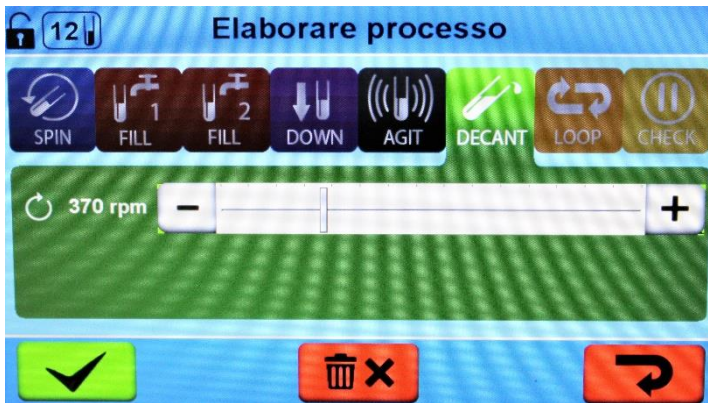 12
Elaborare processo
SPIN
1
FILL
2
FILL
DOWN
AGIT
DECANT
LOOP
CHECK
370 rpm